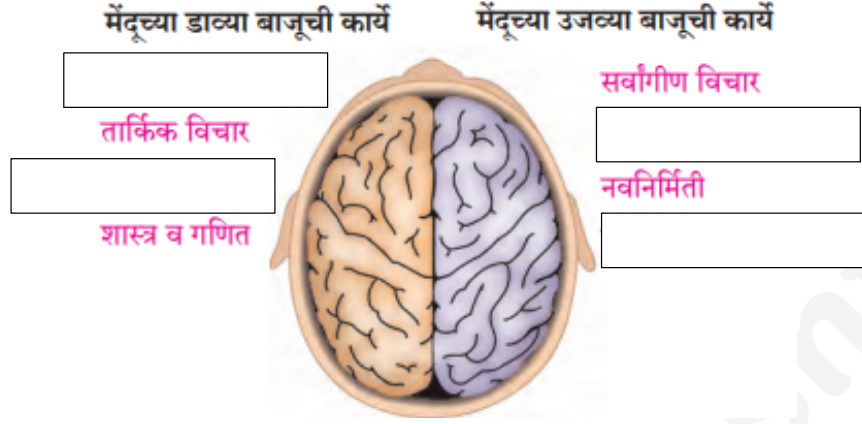 मेंदूच्या डाव्या बाजूची कार्ये
मेंदूच्या उजव्या बाजूची कार्ये
तार्किक विचार
शास्त्र व गणित
सर्वांगीण विचार
नवनिर्मिती